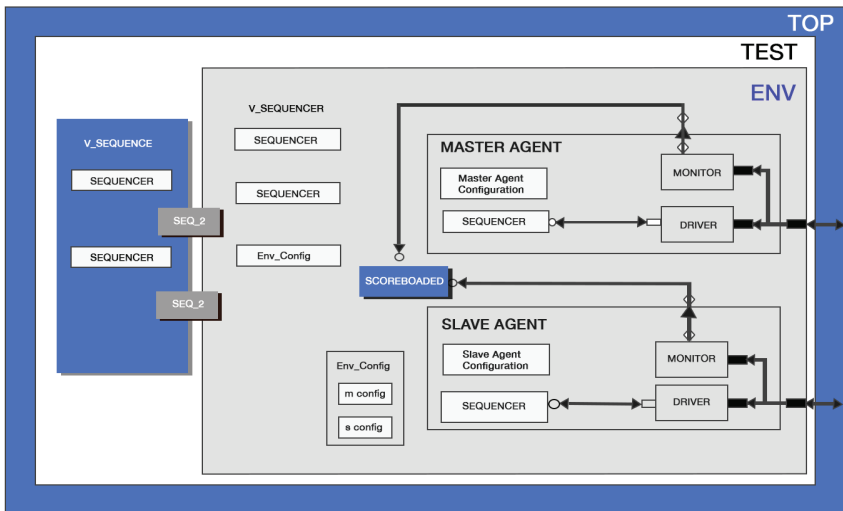 TOP
TEST
ENV
V_SEQUENCE
SEQUENCER
SEQ_2
SEQUENCER
SEQ_2
V_SEQUENCER
SEQUENCER
SEQUENCER
Env_Config
SCOREBOADED
MASTER AGENT
Master Agent
Configuration
SEQUENCER
MONITOR
DRIVER
SLAVE AGENT
Slave Agent
Configuration
SEQUENCER
MONITOR
DRIVER
Env_Config
m config
s config